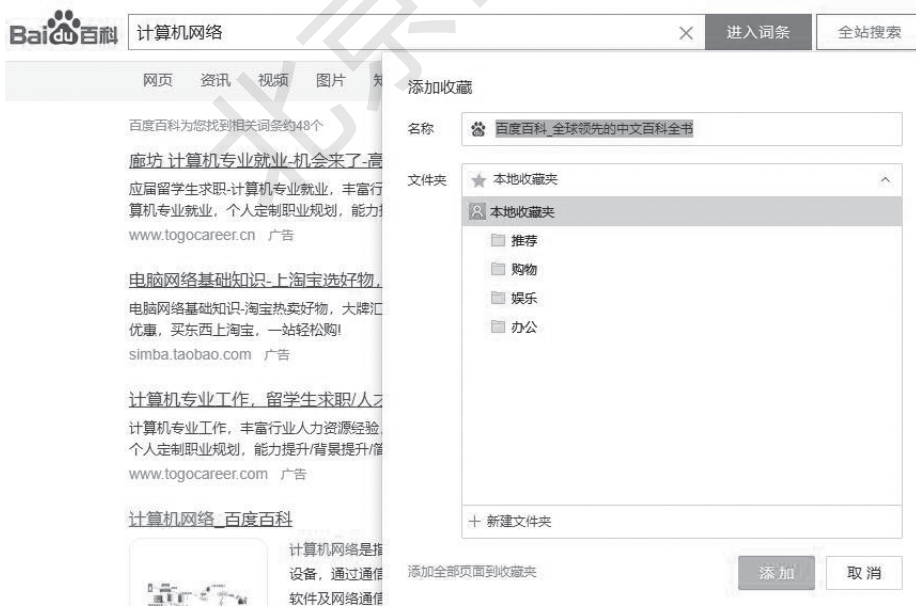 Baidu百科
计算机网络
进入词条
全站搜索
网页 资讯 视频 图片
百度百科为您找到相关词条约48个
廊坊 计算机专业就业-机会来了-高
应届留学生求职-计算机专业就业，丰富行
算机专业就业，个人定制职业规划，能力
www.togocareer.cn 广告
电脑网络基础知识-上淘宝选好物，
电脑网络基础知识-淘宝热卖好物，大牌汇
优惠，买东西上淘宝，一站轻松购!
simba.taobao.com 广告
计算机专业工作，留学生求职/人才
计算机专业工作，丰富行业人力资源经验
个人定制职业规划，能力提升/背景提升/简
www.togocareer.com 广告
计算机网络_百度百科
计算机网络是指
设备，通过通信
软件及网络通信
添加收藏
名称
百度百科_全球领先的中文百科全书
文件夹
本地收藏夹
本地收藏夹
推荐
购物
娱乐
办公
+ 新建文件夹
添加全部页面到收藏夹
添加
取消
北京